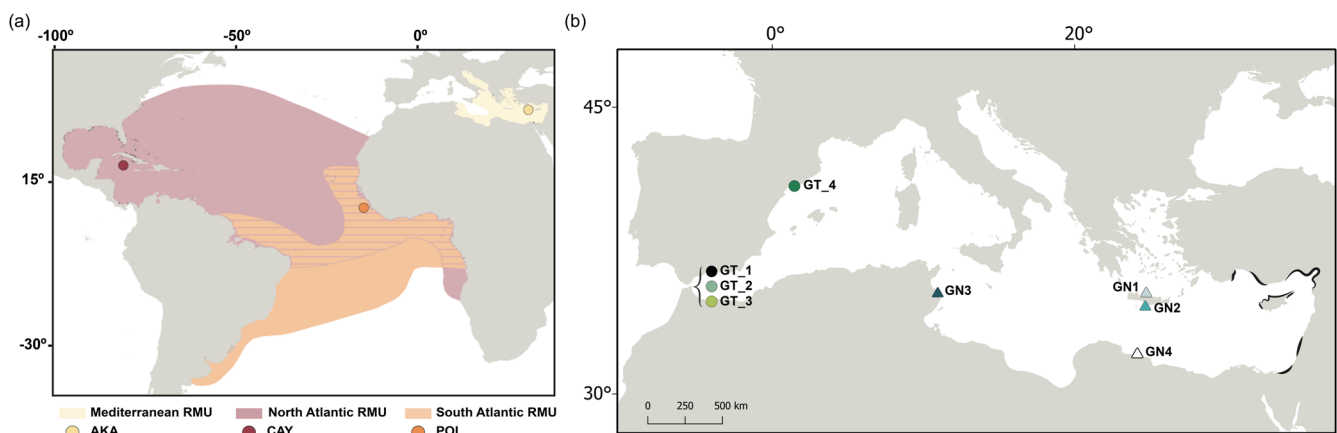 (a)
-100º -50º 0º
15º
-30º
Mediterranean RMU North Atlantic RMU South Atlantic RMU
AKA CAY POI
(b)
0º 20º
45º
30º
GT_4
GT_1
GT_2
GT_3
GN3
GN1
GN2
GN4
0 250 500 km